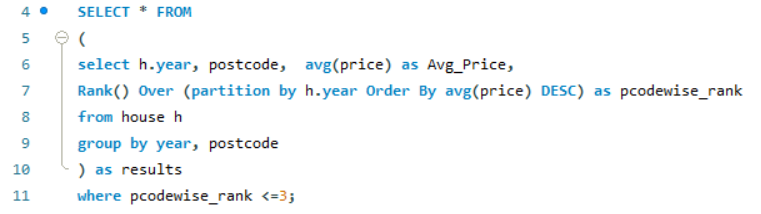 4 SELECT * FROM
5 (
6 select h.year, postcode,  avg(price) as Avg_Price,
7 Rank() Over (partition by h.year Order By avg(price) DESC) as pcodewise_rank
8 from house h
9 group by year, postcode
10 ) as results
11 where pcodewise_rank <=3;